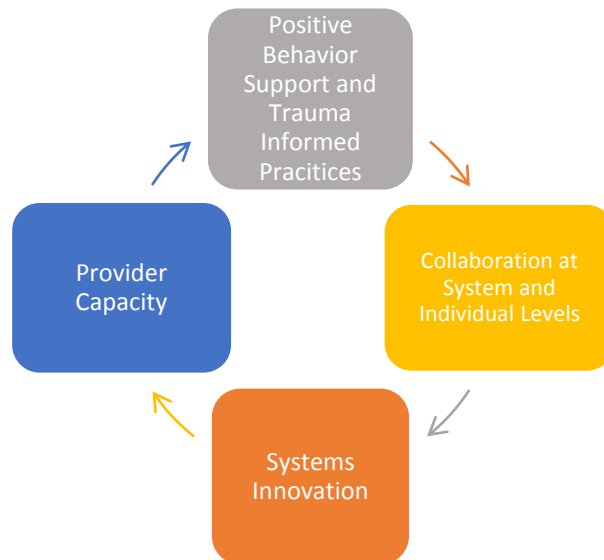 Positive
Behavior
Support and
Trauma
Informed
Pracitices
Provider
Capacity
Collaboration at
System and
Individual Levels
Systems
Innovation